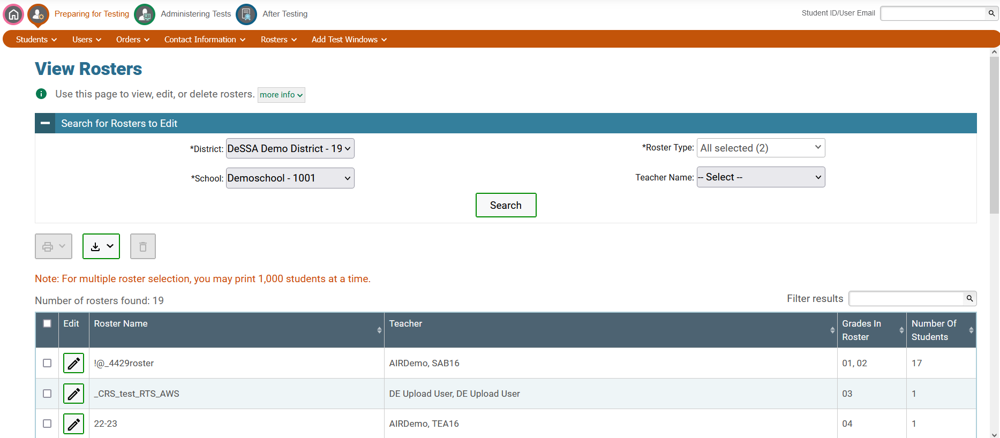 Preparing for Testing Administering Tests After Testing Student ID/User Email
Students Users Orders Contact Information Rosters Add Test Windows
View Rosters
Use this page to view, edit, or delete rosters. more info
Search for Rosters to Edit
*District: DeSSA Demo District - 19 *Roster Type: All selected (2)
*School: Demoschool - 1001 Teacher Name: -- Select --
Search
Note: For multiple roster selection, you may print 1,000 students at a time.
Number of rosters found: 19 Filter results
Edit Roster Name Teacher Grades In Roster Number Of Students
!@_4429roster AIRDemo, SAB16 01, 02 17
_CRS_test_RTS_AWS DE Upload User, DE Upload User 03 1
22-23 AIRDemo, TEA16 04 1